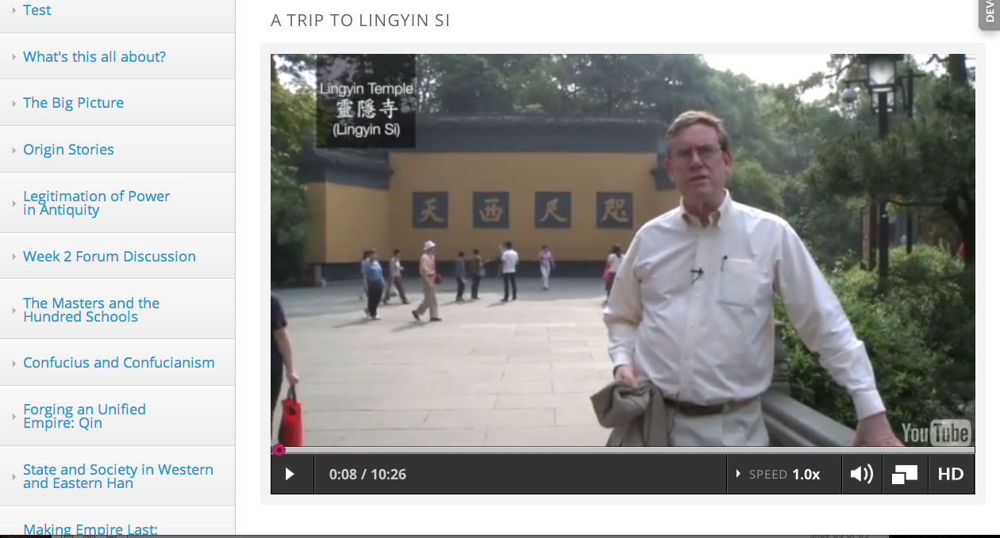 Test
What's this all about?
The Big Picture
Origin Stories
Legitimation of Power
in Antiquity
Week 2 Forum Discussion
The Masters and the
Hundred Schools
Confucius and Confucianism
Forging an Unified
Empire: Qin
State and Society in Western
and Eastern Han
Making Empire Last:
A TRIP TO LINGYIN SI
Lingyin Temple
靈隱寺
(Lingyin Si)
天西尺咫
YouTube
0:08 / 10:26
SPEED 1.0x
HD
DEV